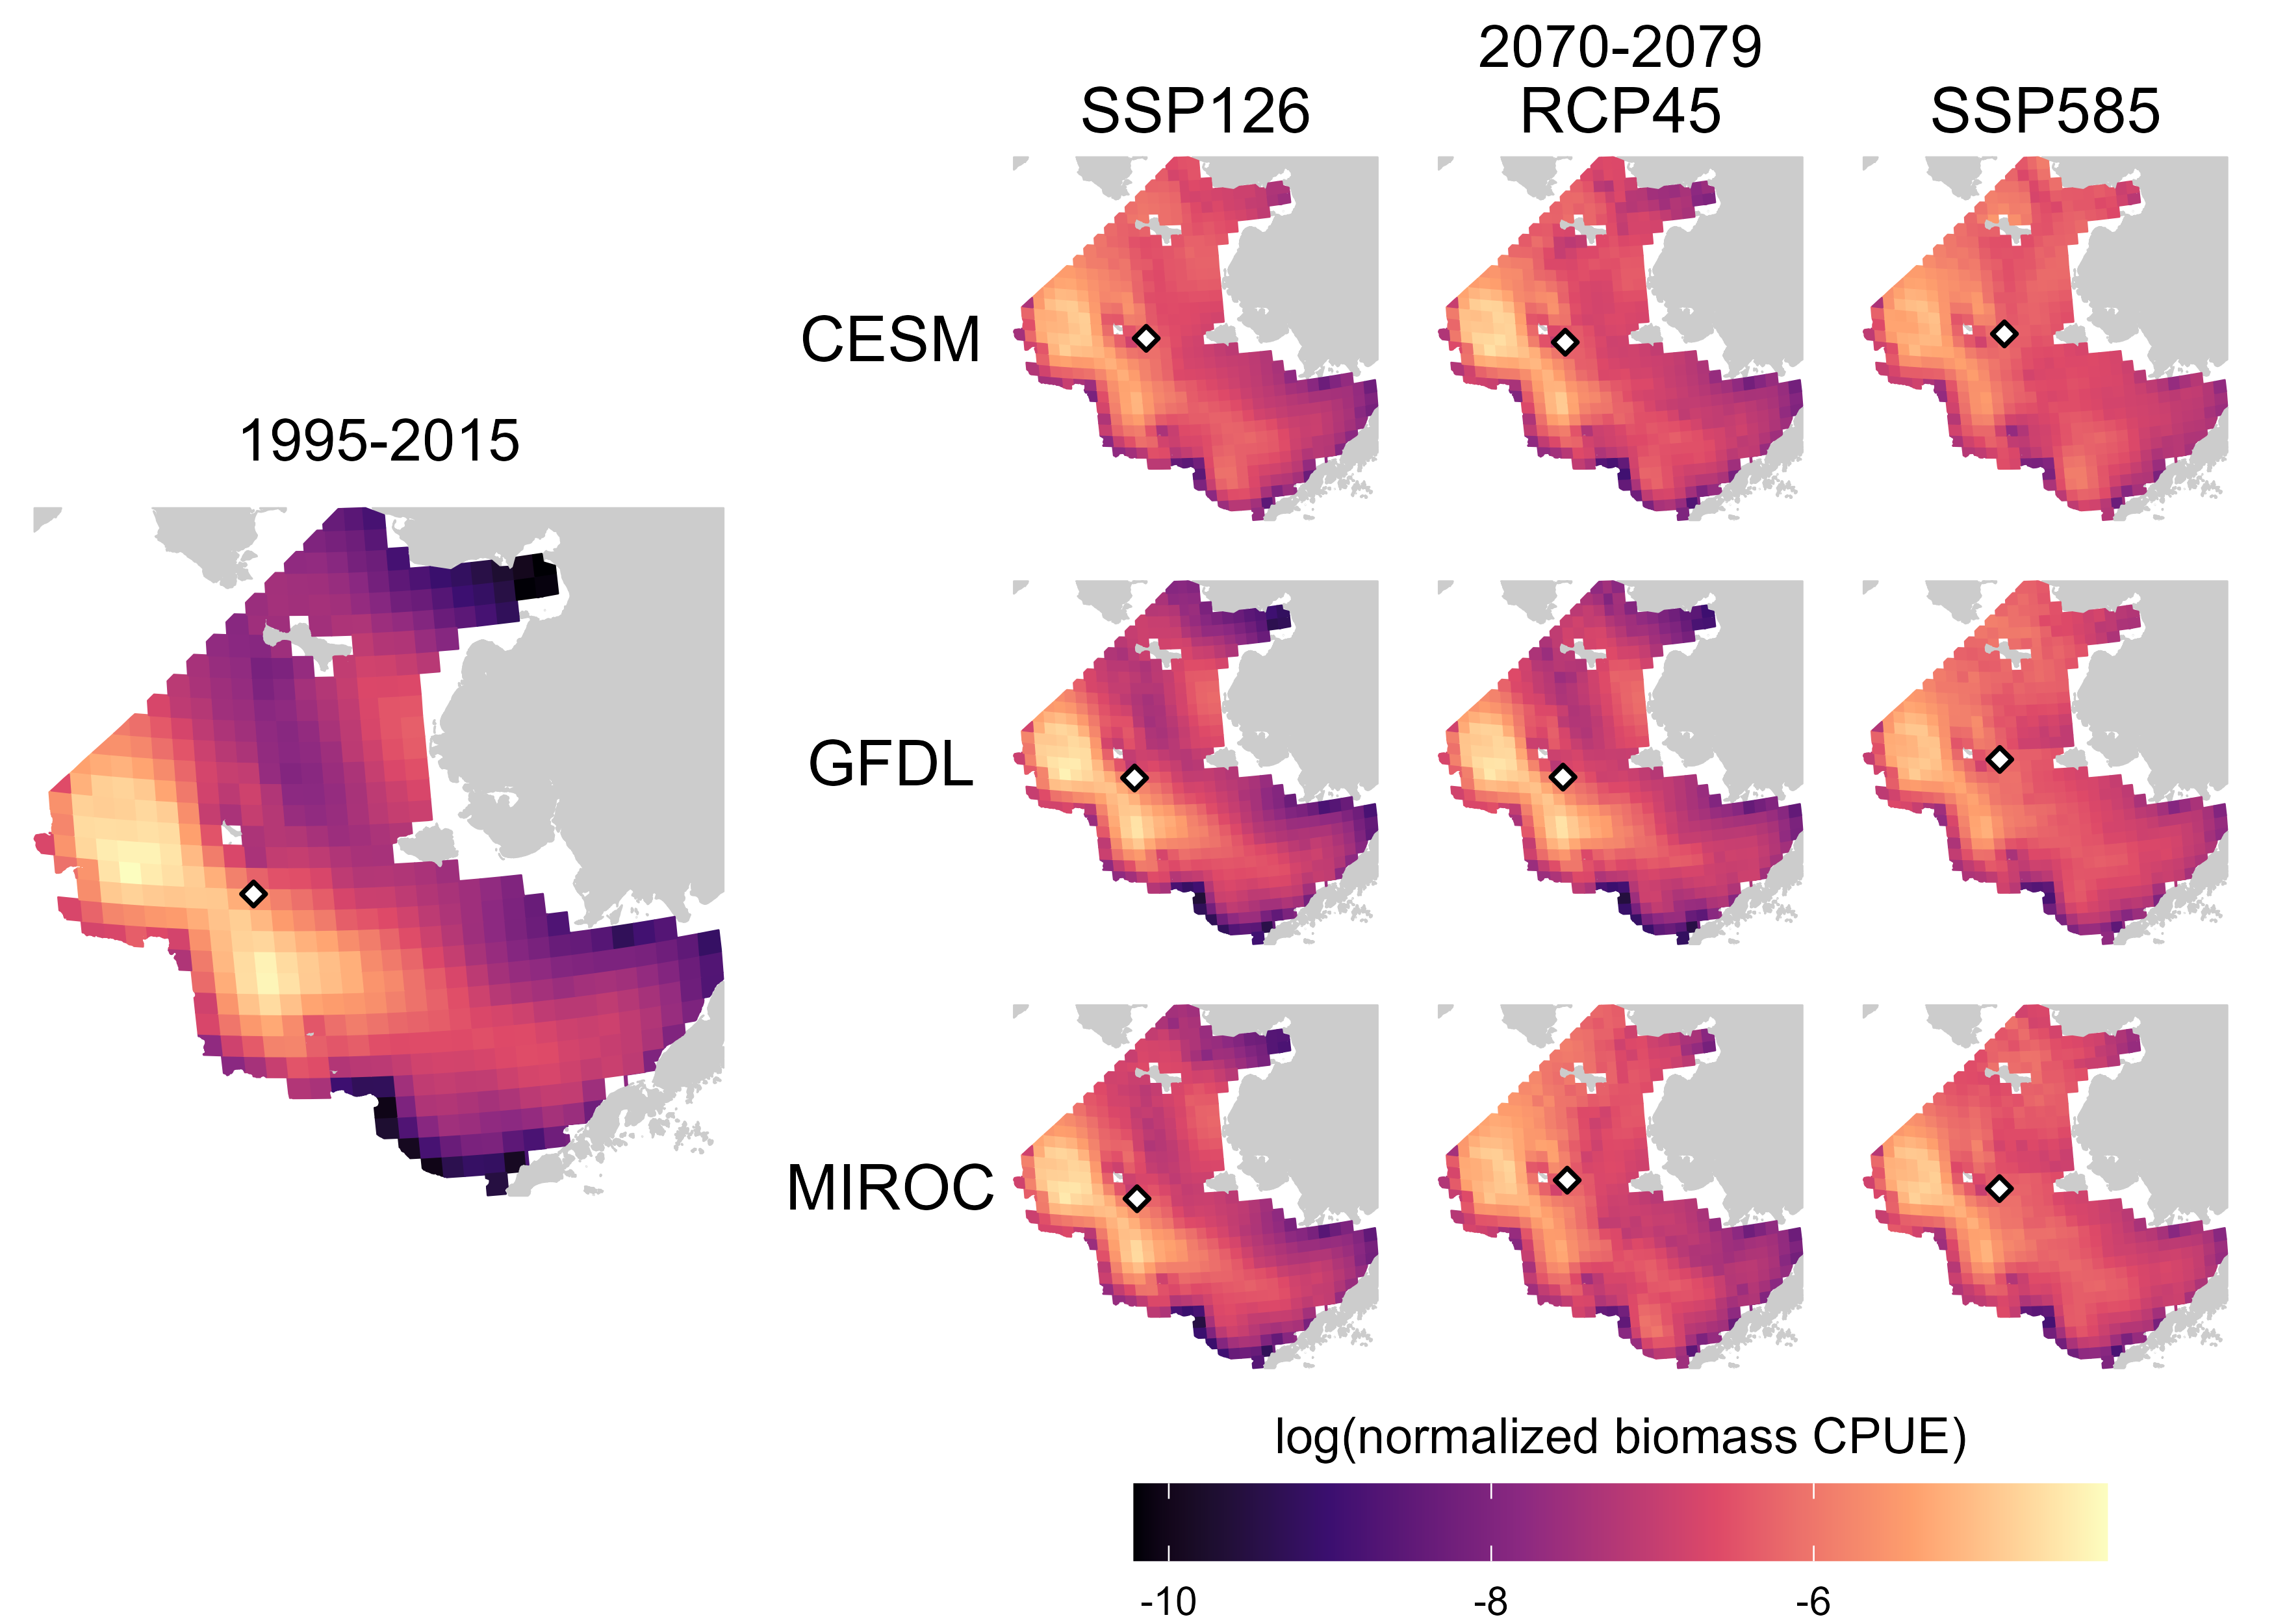 2070-2079
SSP126 RCP45 SSP585
CESM
1995-2015
GFDL
MIROC
log(normalized biomass CPUE)
-10 -8 -6